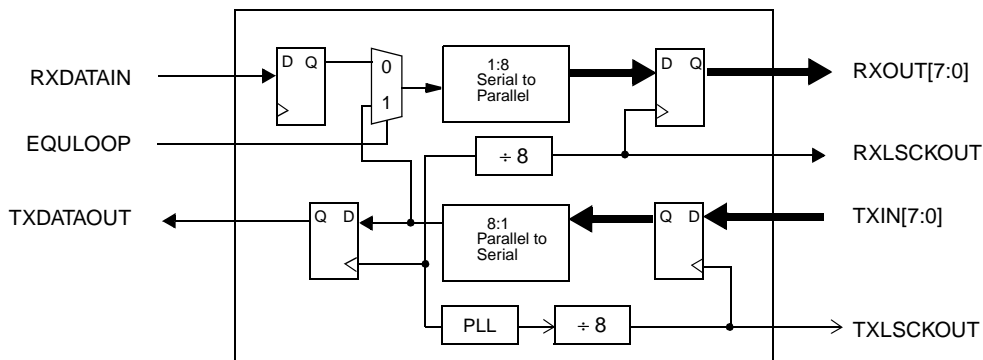 RXDATAIN
D Q
0
1
1:8
Serial to
Parallel
D Q
RXOUT[7:0]
EQULOOP
÷ 8
RXLSCKOUT
TXDATAOUT
Q D
8:1
Parallel to
Serial
Q D
TXIN[7:0]
PLL
÷ 8
TXLSCKOUT